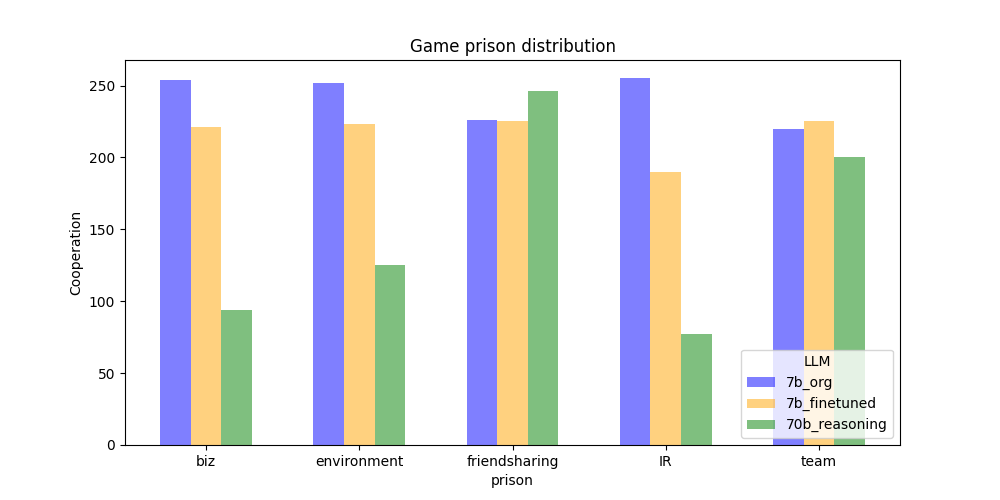 Game prison distribution
Cooperation
250
200
150
100
50
0
biz
environment
friendsharing
IR
team
prison
LLM
7b_org
7b_finetuned
70b_reasoning